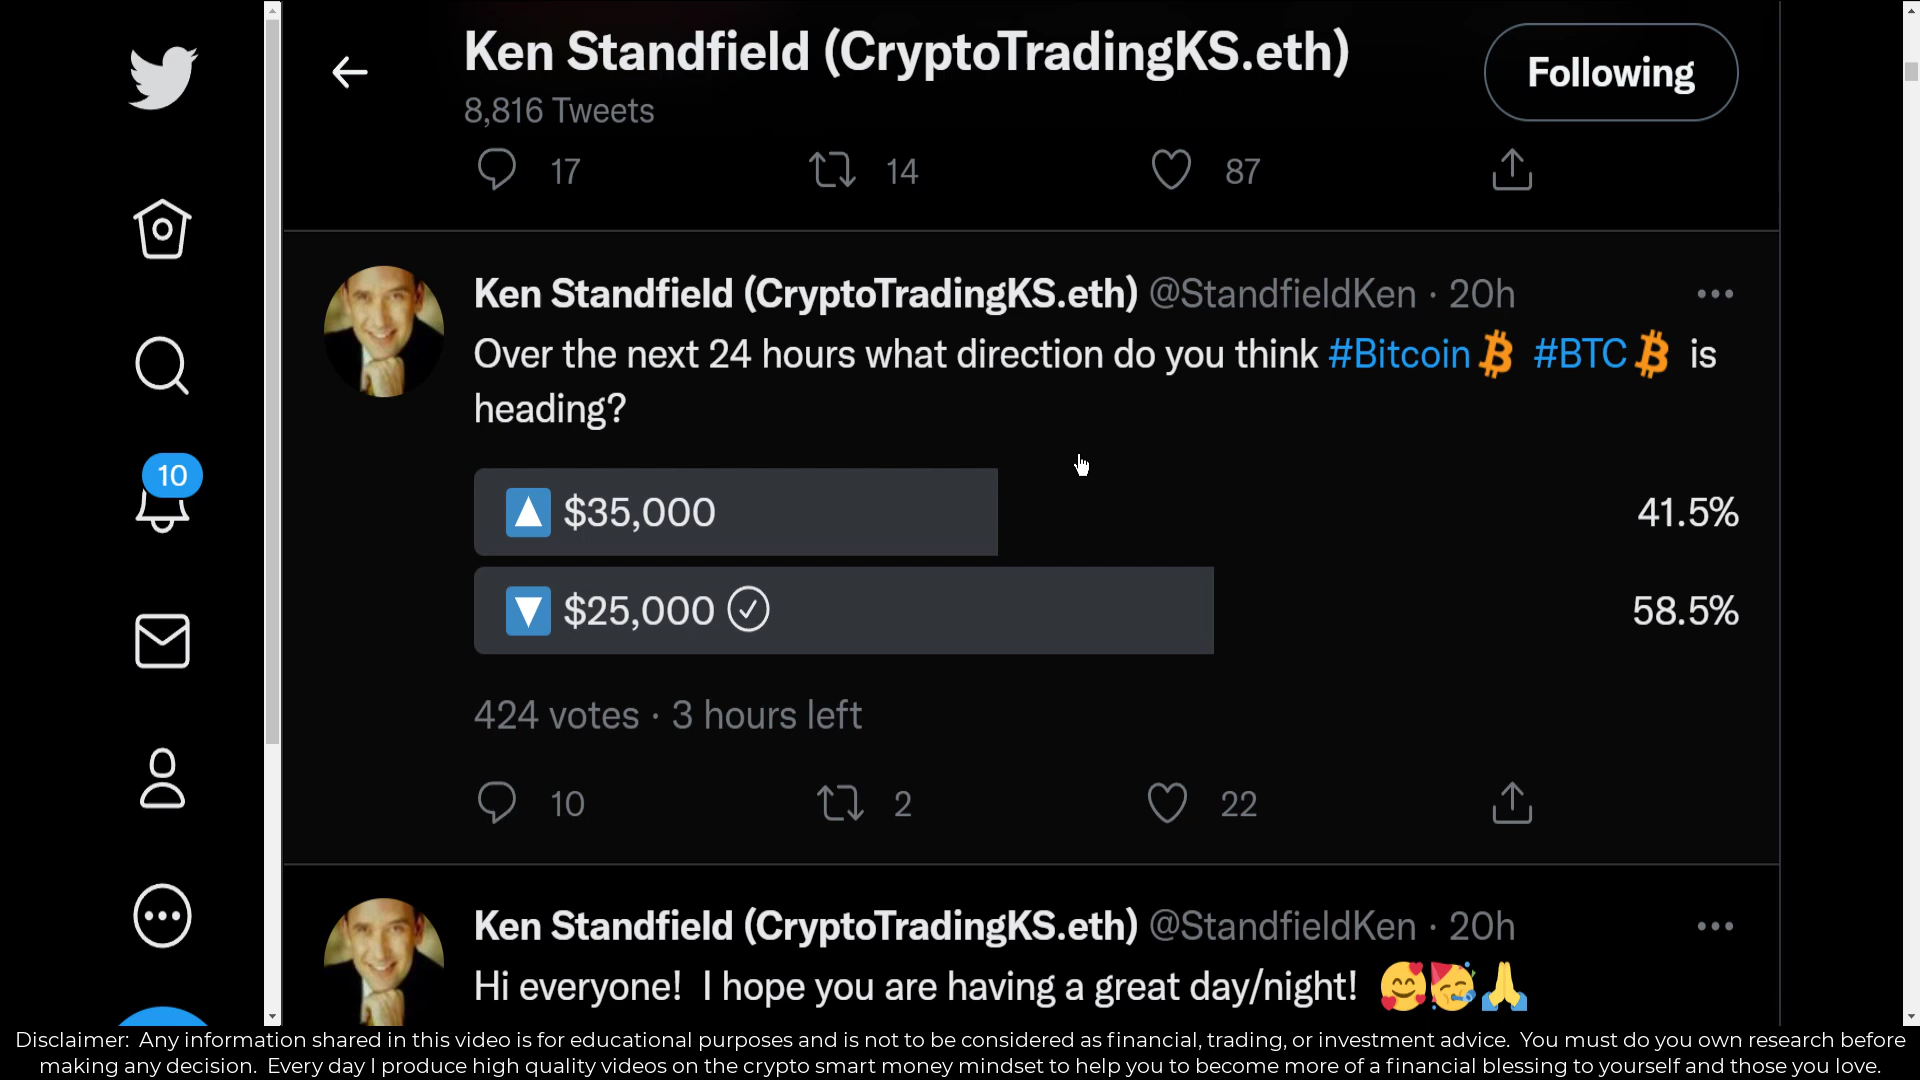 Ken Standfield (CryptoTradingKS.eth)
8,816 Tweets
Following
17 14 87
Ken Standfield (CryptoTradingKS.eth) @StandfieldKen · 20h
Over the next 24 hours what direction do you think #Bitcoin #BTC is
heading?
10
🔼 $35,000 41.5%
🔽 $25,000 58.5%
424 votes · 3 hours left
10 2 22
Ken Standfield (CryptoTradingKS.eth) @StandfieldKen · 20h
Hi everyone! I hope you are having a great day/night! 🥰🥳🙏
Disclaimer: Any information shared in this video is for educational purposes and is not to be considered as financial, trading, or investment advice. You must do you own research before
making any decision. Every day I produce high quality videos on the crypto smart money mindset to help you to become more of a financial blessing to yourself and those you love.